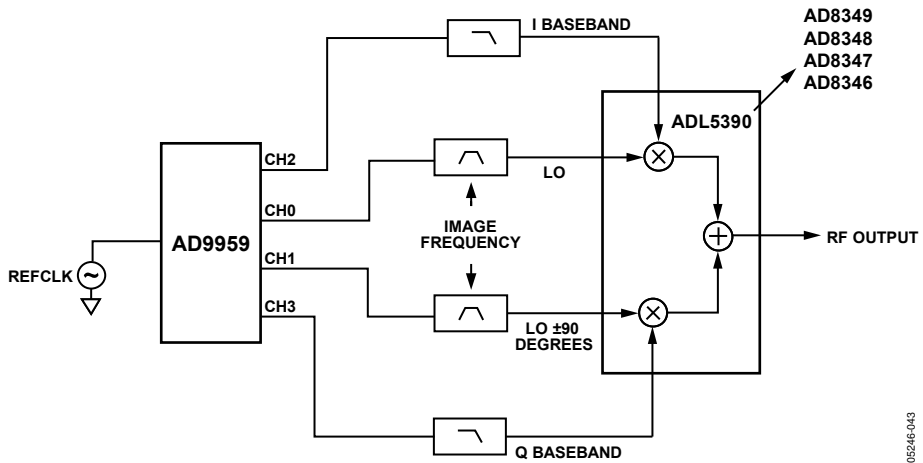 I BASEBAND
AD8349
AD8348
AD8347
AD8346
ADL5390
CH2
LO
CH0
AD9959
IMAGE
FREQUENCY
RF OUTPUT
CH1
REFCLK
~
CH3
LO ±90
DEGREES
Q BASEBAND
05246-043